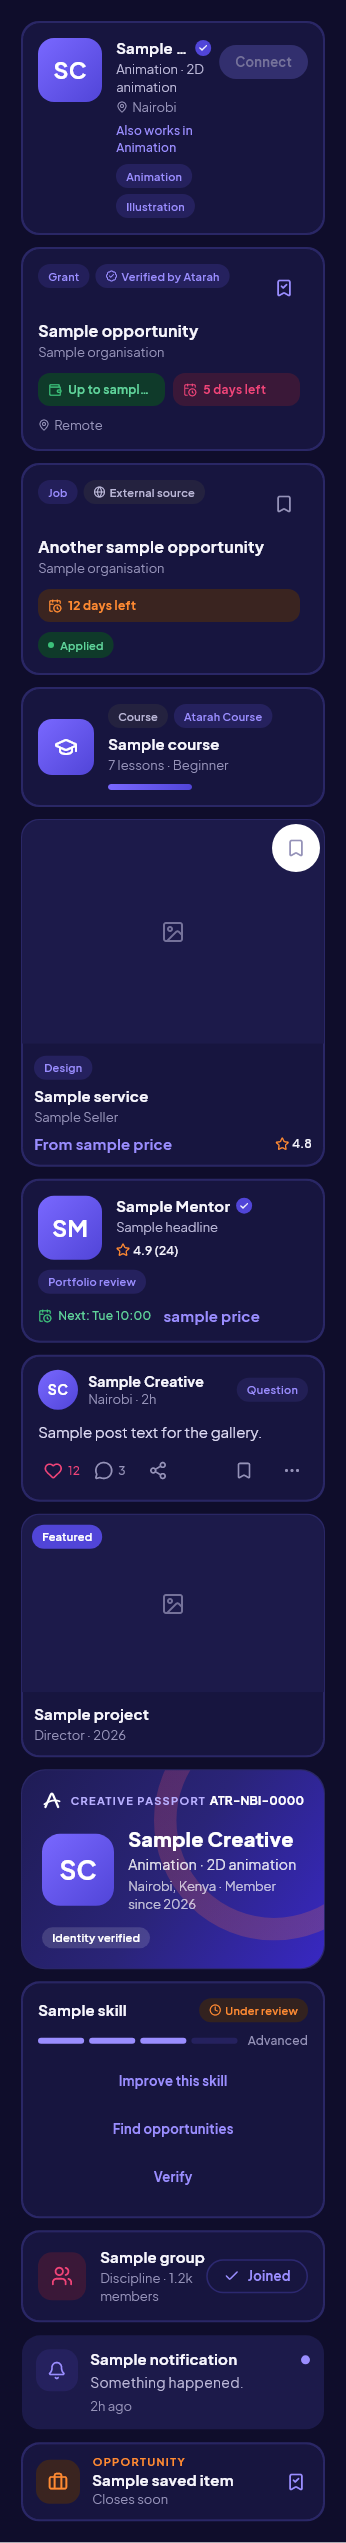 SC
Sample ...
Connect
Animation · 2D
animation
Nairobi
Also works in
Animation
Animation
Illustration
Grant
Verified by Atarah
Sample opportunity
Sample organisation
Up to sampl...
5 days left
Remote
Job
External source
Another sample opportunity
Sample organisation
12 days left
Applied
Course
Atarah Course
Sample course
7 lessons · Beginner
Design
Sample service
Sample Seller
From sample price
4.8
SM
Sample Mentor
Sample headline
4.9 (24)
Portfolio review
Next: Tue 10:00
sample price
SC
Sample Creative
Nairobi · 2h
Question
Sample post text for the gallery.
12
3
Featured
Sample project
Director · 2026
CREATIVE PASSPORT
ATR-NBI-0000
SC
Sample Creative
Animation · 2D animation
Nairobi, Kenya · Member
since 2026
Identity verified
Sample skill
Under review
Advanced
Improve this skill
Find opportunities
Verify
Sample group
Discipline · 1.2k
members
Joined
Sample notification
Something happened.
2h ago
OPPORTUNITY
Sample saved item
Closes soon